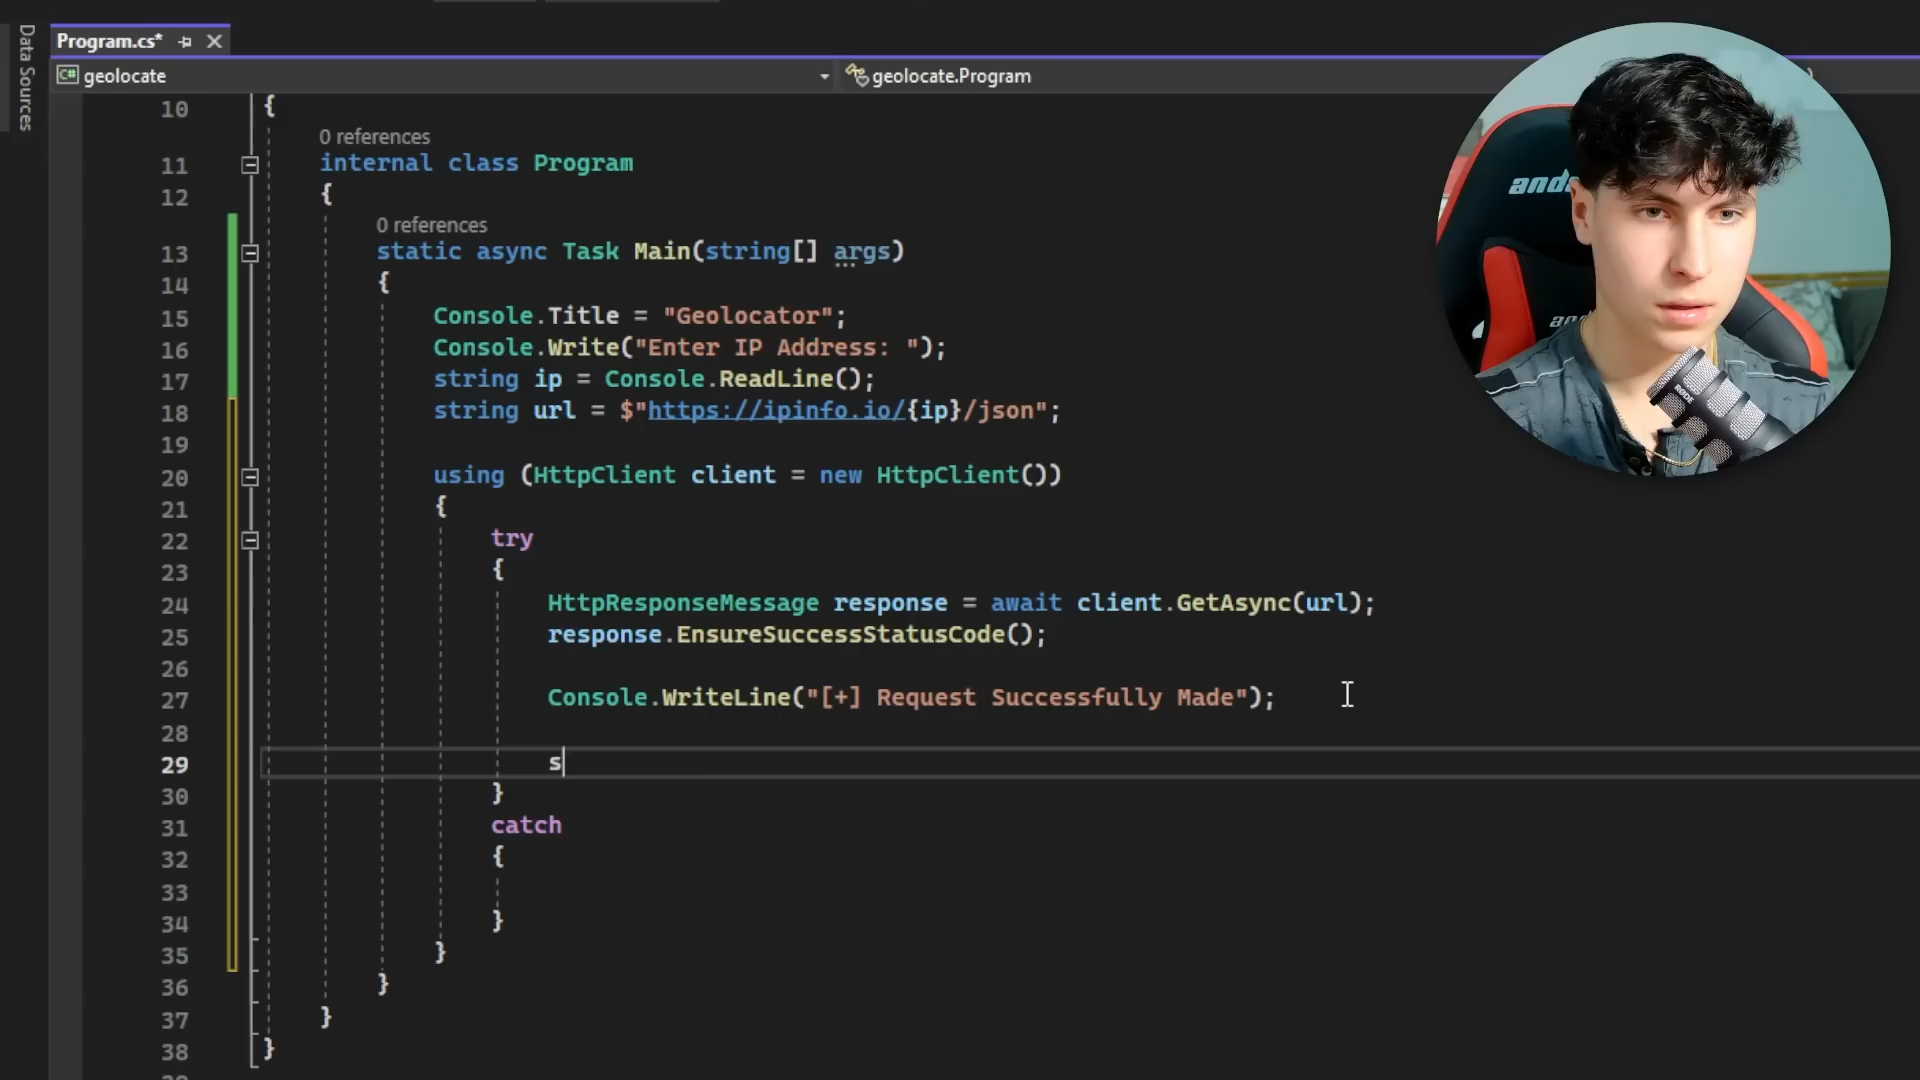 Data Sources
Program.cs*
geolocate
geolocate.Program
10 {
0 references
11 internal class Program
12 {
0 references
13 static async Task Main(string[] args)
14 {
15 Console.Title = "Geolocator";
16 Console.Write("Enter IP Address: ");
17 string ip = Console.ReadLine();
18 string url = $"https://ipinfo.io/{ip}/json";
19
20 using (HttpClient client = new HttpClient())
21 {
22 try
23 {
24 HttpResponseMessage response = await client.GetAsync(url);
25 response.EnsureSuccessStatusCode();
26
27 Console.WriteLine("[+] Request Successfully Made");
28
29 s
30 }
31 catch
32 {
33
34 }
35 }
36 }
37 }
38 }
RODE